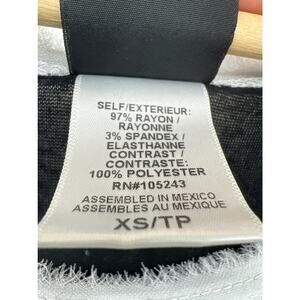 SELF/EXTERIEUR:
97% RAYON /
RAYONNE
3% SPANDEX /
ELASTHANNE
CONTRAST /
CONTRASTE:
100% POLYESTER
RN#105243
ASSEMBLED IN MEXICO
ASSEMBLÉS AU MEXIQUE
XS/TP